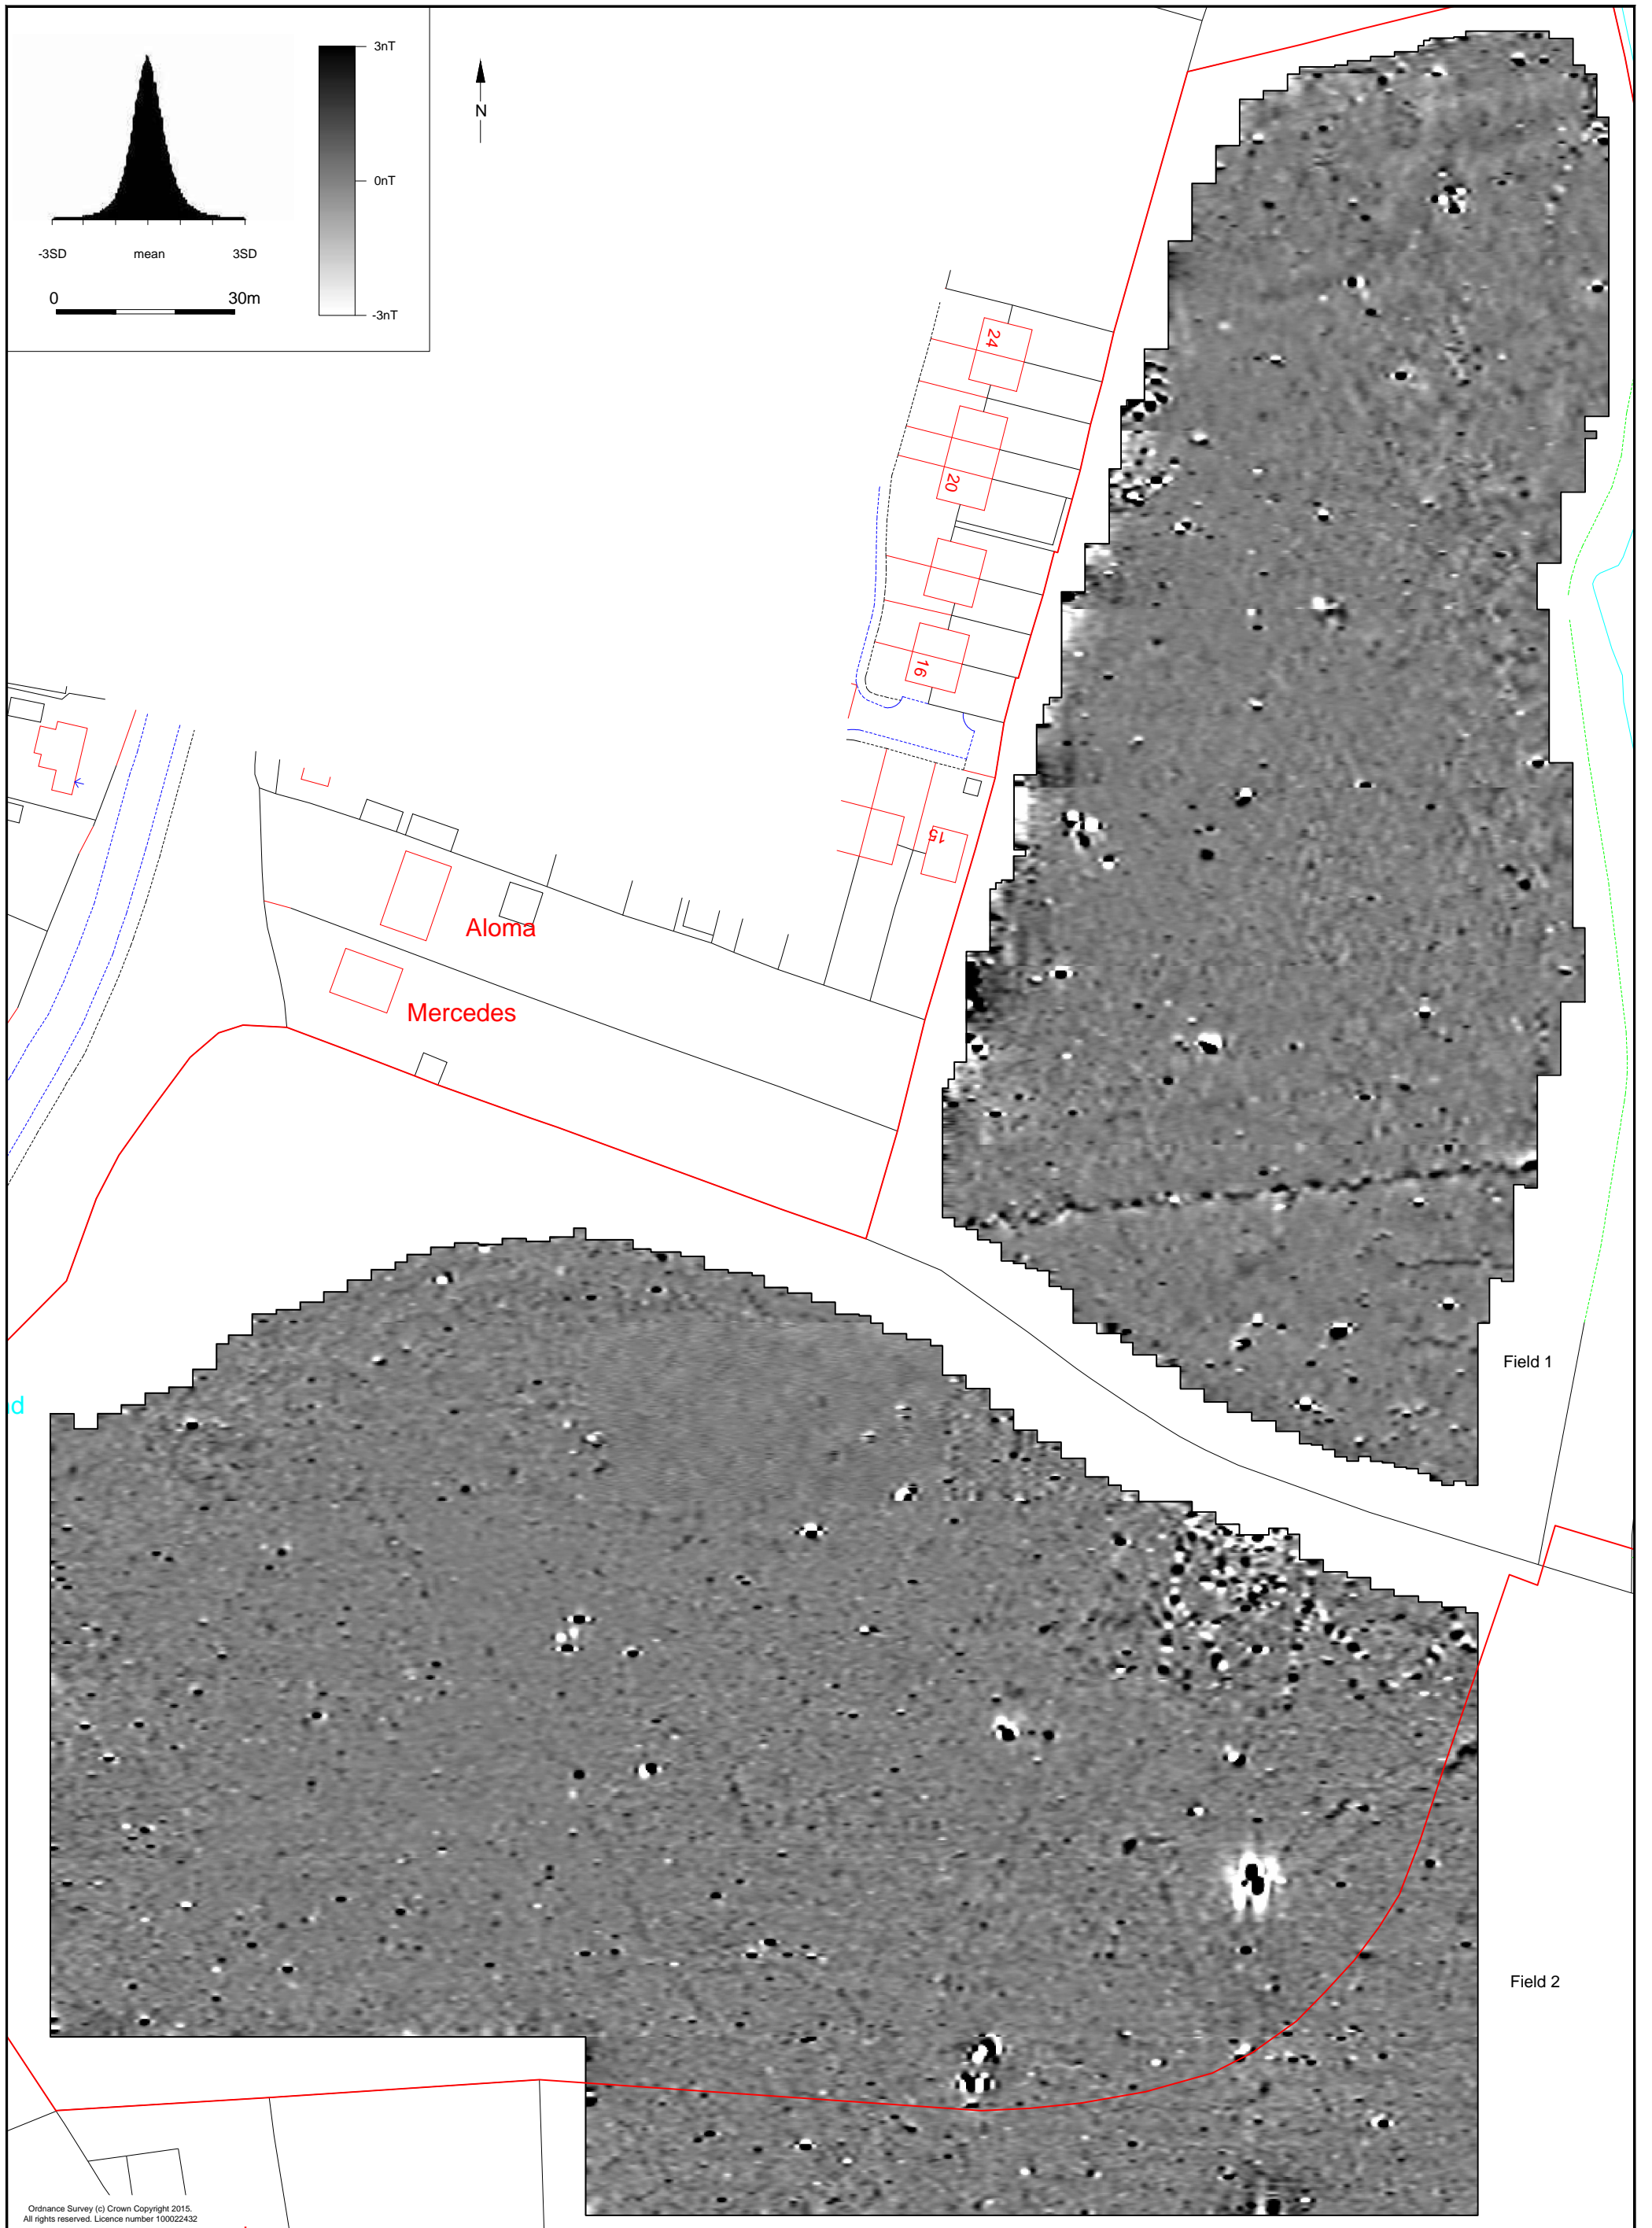 3nT
N
0nT
-3SD mean 3SD
0 30m
-3nT
24
20
16
15
Aloma
Mercedes
Field 1
d
Field 2
Ordnance Survey (c) Crown Copyright 2015.
All rights reserved. Licence number 100022432